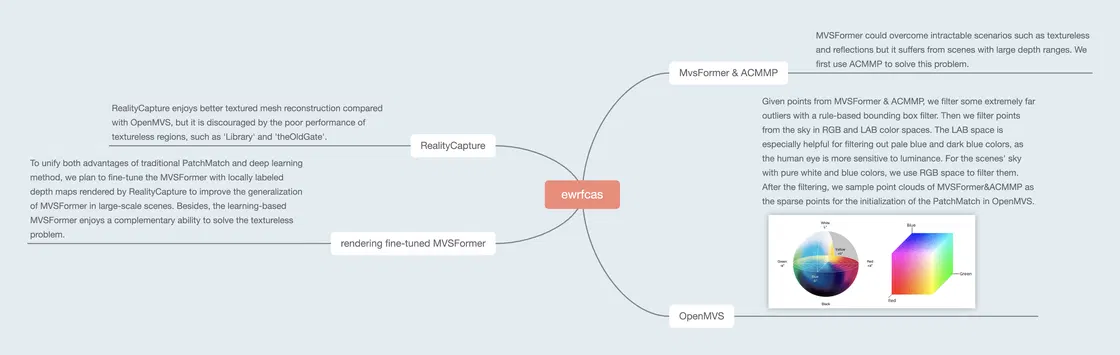 MVSFormer could overcome intractable scenarios such as textureless
and reflections but it suffers from scenes with large depth ranges. We
first use ACMMP to solve this problem.
MvsFormer & ACMMP
RealityCapture enjoys better textured mesh reconstruction compared
with OpenMVS, but it is discouraged by the poor performance of
textureless regions, such as 'Library' and 'theOldGate'.
RealityCapture
To unify both advantages of traditional PatchMatch and deep learning
method, we plan to fine-tune the MVSFormer with locally labeled
depth maps rendered by RealityCapture to improve the generalization
of MVSFormer in large-scale scenes. Besides, the learning-based
MVSFormer enjoys a complementary ability to solve the textureless
problem.
rendering fine-tuned MVSFormer
ewrfcas
Given points from MVSFormer & ACMMP, we filter some extremely far
outliers with a rule-based bounding box filter. Then we filter points
from the sky in RGB and LAB color spaces. The LAB space is
especially helpful for filtering out pale blue and dark blue colors, as
the human eye is more sensitive to luminance. For the scenes' sky
with pure white and blue colors, we use RGB space to filter them.
After the filtering, we sample point clouds of MVSFormer&ACMMP as
the sparse points for the initialization of the PatchMatch in OpenMVS.
White
Yellow
Green
Red
Blue
Black
Blue
Green
Red
OpenMVS